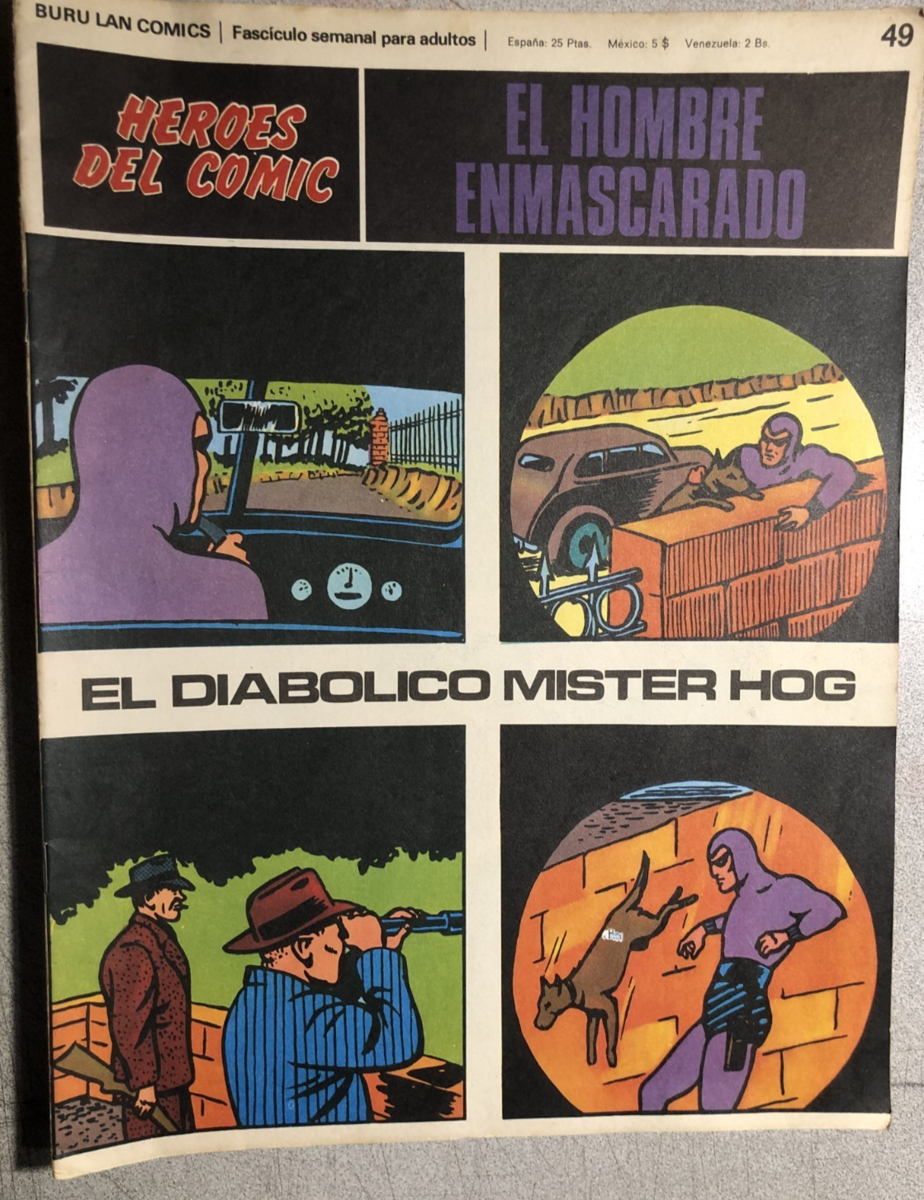 BURU LAN COMICS | Fascículo semanal para adultos | España: 25 Ptas. México: 5 $ Venezuela: 2 Bs. 49
HEROES
DEL COMIC
EL HOMBRE
ENMASCARADO
EL DIABOLICO MISTER HOG